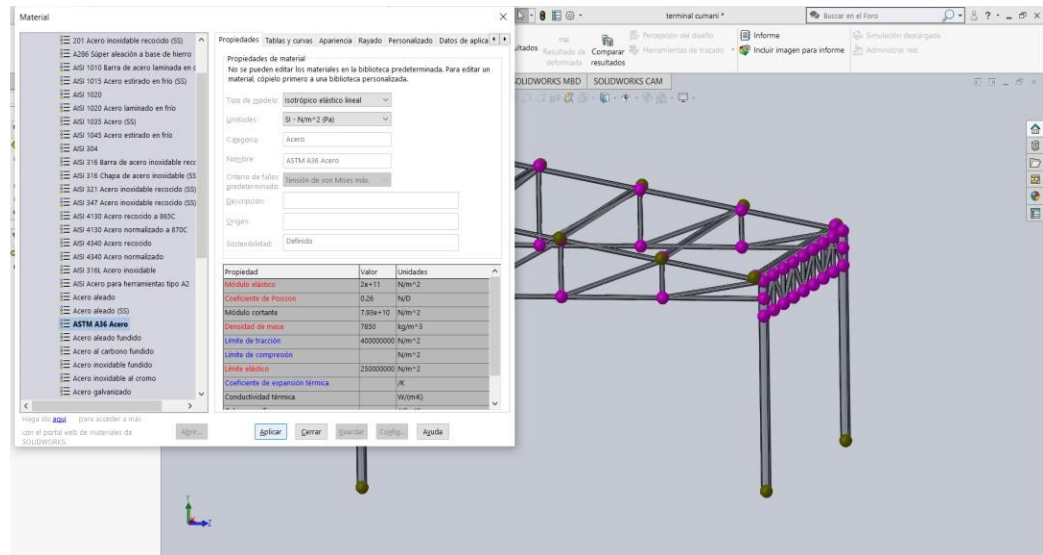 Material
201 Acero inoxidable recocido (SS)
A286 Súper aleación a base de hierro
AISI 1010 Barra de acero laminada en c
AISI 1015 Acero estirado en frío (SS)
AISI 1020
AISI 1020 Acero laminado en frío
AISI 1035 Acero (SS)
AISI 1045 Acero estirado en frío
AISI 304
AISI 316 Barra de acero inoxidable reco
AISI 316 Chapa de acero inoxidable (SS
AISI 321 Acero inoxidable recocido (SS)
AISI 347 Acero inoxidable recocido (SS)
AISI 4130 Acero recocido a 865C
AISI 4130 Acero normalizado a 870C
AISI 4340 Acero recocido
AISI 4340 Acero normalizado
AISI 316L Acero inoxidable
AISI Acero para herramientas tipo A2
Acero aleado
Acero aleado (SS)
ASTM A36 Acero
Acero aleado fundido
Acero al carbono fundido
Acero inoxidable fundido
Acero inoxidable al cromo
Acero galvanizado
Haga clic aquí para acceder a más
con el portal web de materiales de
SOLIDWORKS.
Propiedades Tablas y curvas Apariencia Rayado Personalizado Datos de aplica
Propiedades de material
No se pueden editar los materiales en la biblioteca predeterminada. Para editar un
material, cópielo primero a una biblioteca personalizada.
Tipo de modelo: Isotrópico elástico lineal
Unidades: SI - N/m^2 (Pa)
Categoría: Acero
Nombre: ASTM A36 Acero
Criterio de fallos
predeterminado: Tensión de von Mises máx.
Descripción:
Origen:
Sostenibilidad: Definido
Propiedad Valor Unidades
Módulo elástico 2e+11 N/m^2
Coeficiente de Poisson 0.26 N/D
Módulo cortante 7.93e+10 N/m^2
Densidad de masa 7850 kg/m^3
Límite de tracción 400000000 N/m^2
Límite de compresión N/m^2
Límite elástico 250000000 N/m^2
Coeficiente de expansión térmica /K
Conductividad térmica W/(m·K)
Abrir... Aplicar Cerrar Guardar Config... Ayuda
terminal cumani *
Buscar en el Foro
Resultado de
deformada
Comparar
resultados
Percepción del diseño
Herramientas de trazado
Informe
Incluir imagen para informe
Simulación descargada
Administrar red
SOLIDWORKS MBD SOLIDWORKS CAM
Y
Z